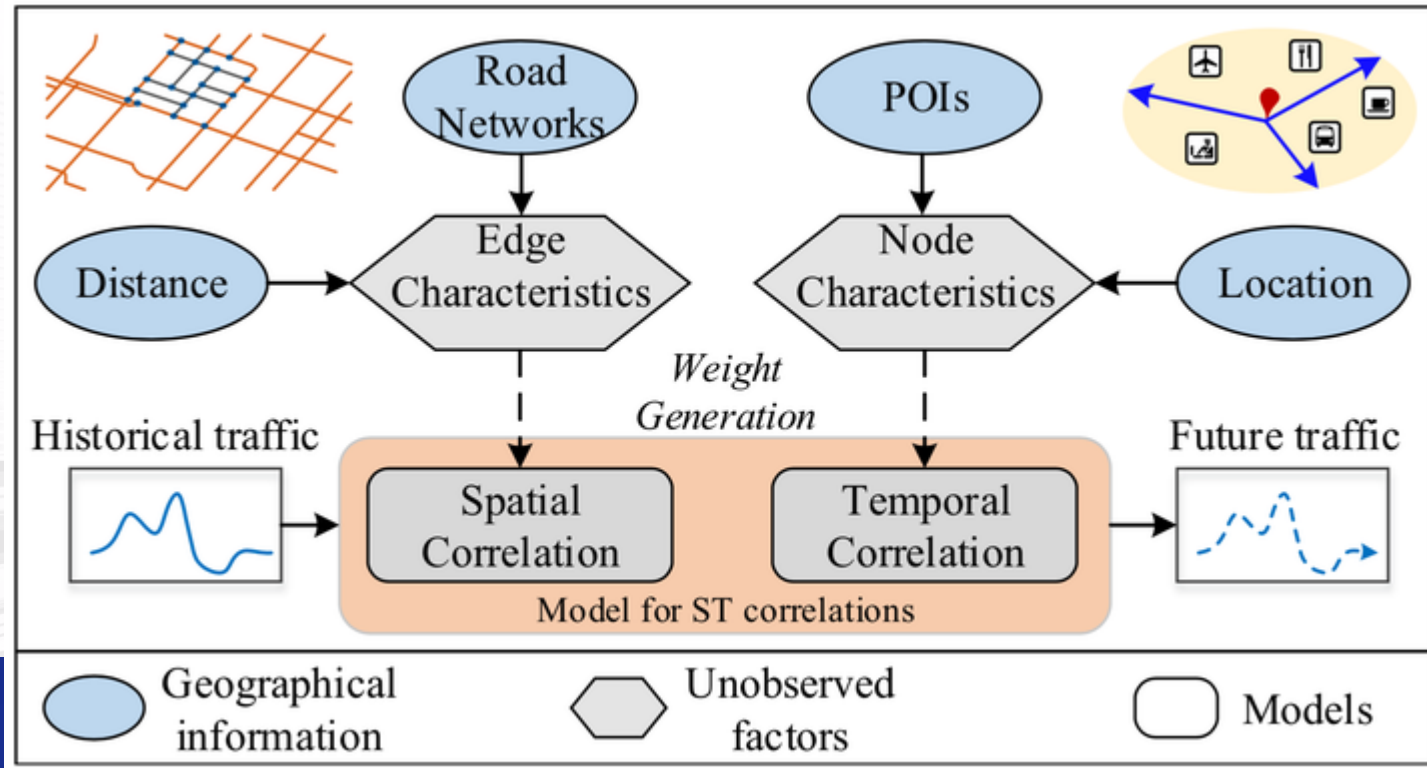 Road
Networks
POIs
Edge
Characteristics
Node
Characteristics
Distance
Location
Weight
Generation
Historical traffic
Future traffic
Spatial
Correlation
Temporal
Correlation
Model for ST correlations
Geographical
information
Unobserved
factors
Models